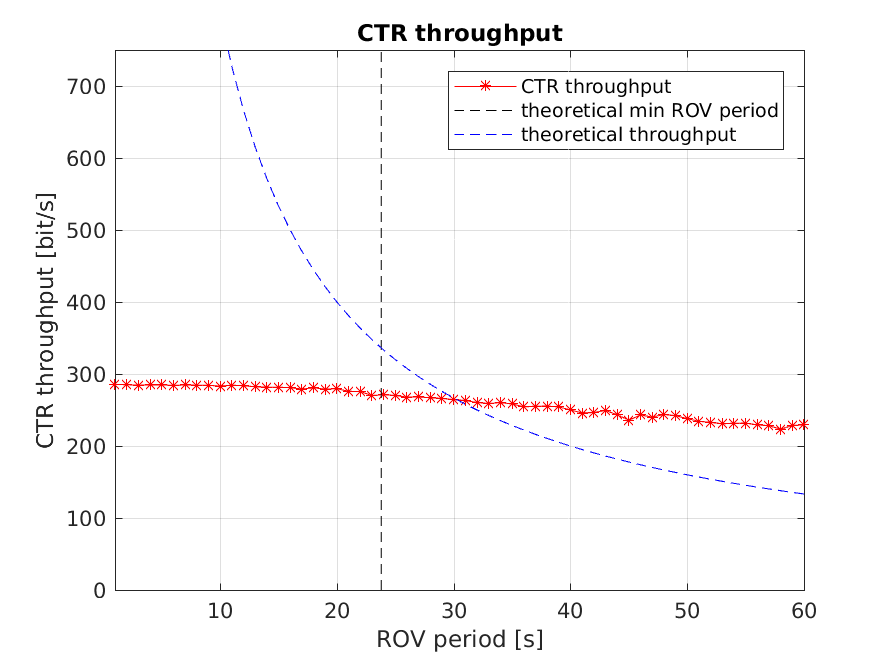 CTR throughput
CTR throughput [bit/s]
700
600
500
400
300
200
100
0
CTR throughput
theoretical min ROV period
theoretical throughput
10 20 30 40 50 60
ROV period [s]